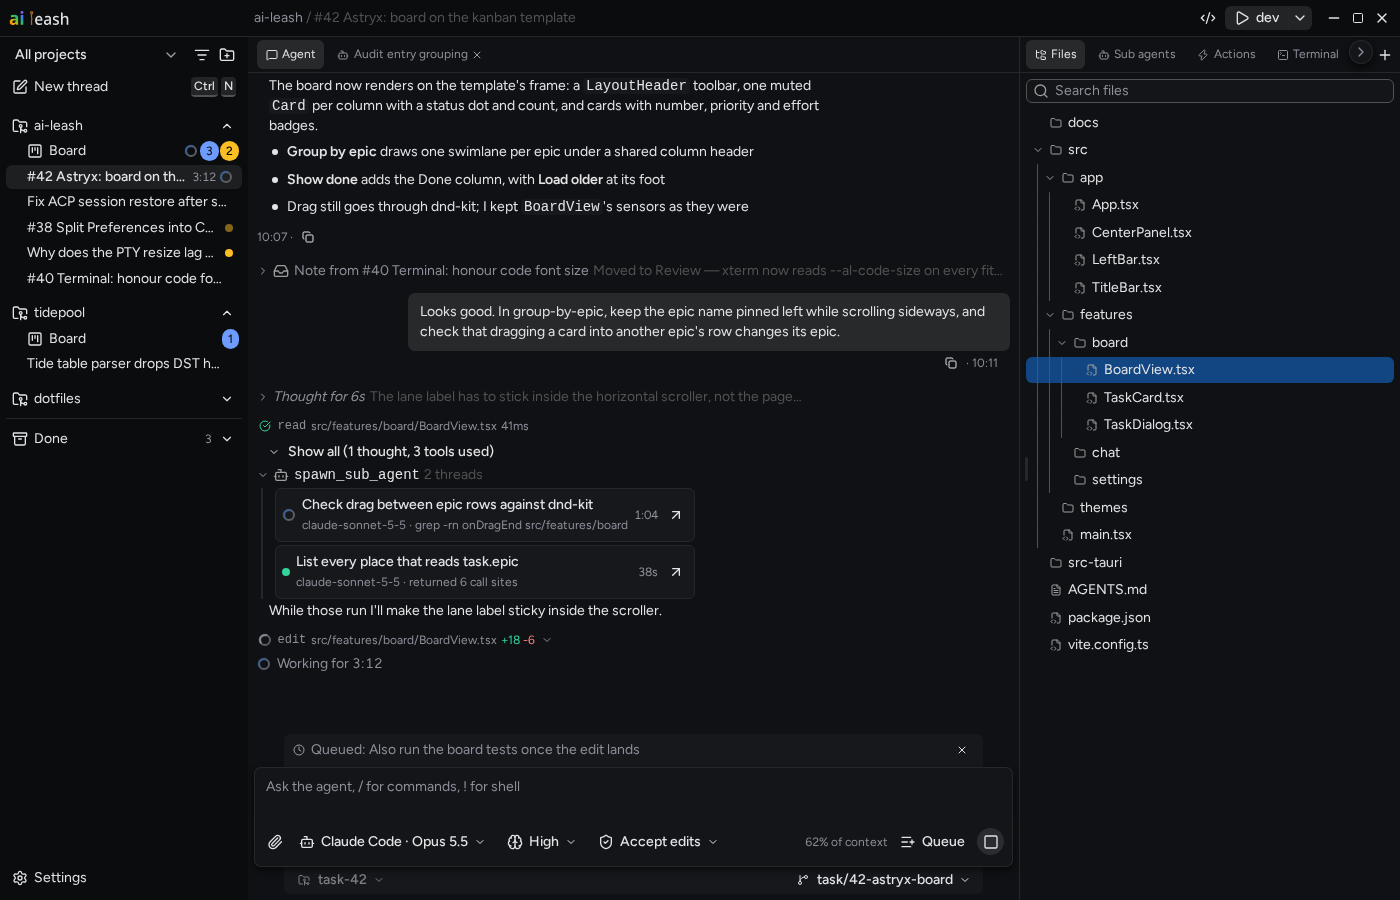 ai leash
ai-leash / #42 Astryx: board on the kanban template
dev
All projects
New thread
Ctrl N
ai-leash
Board
3 2
#42 Astryx: board on th... 3:12
Fix ACP session restore after s...
#38 Split Preferences into C...
Why does the PTY resize lag ...
#40 Terminal: honour code fo...
tidepool
Board
1
Tide table parser drops DST h...
dotfiles
Done 3
Settings
Agent
Audit entry grouping
The board now renders on the template's frame: a LayoutHeader toolbar, one muted
Card per column with a status dot and count, and cards with number, priority and effort
badges.
Group by epic draws one swimlane per epic under a shared column header
Show done adds the Done column, with Load older at its foot
Drag still goes through dnd-kit; I kept BoardView's sensors as they were
10:07 ·
Note from #40 Terminal: honour code font size Moved to Review — xterm now reads --al-code-size on every fit...
Looks good. In group-by-epic, keep the epic name pinned left while scrolling sideways, and
check that dragging a card into another epic's row changes its epic.
· 10:11
Thought for 6s The lane label has to stick inside the horizontal scroller, not the page...
read src/features/board/BoardView.tsx 41ms
Show all (1 thought, 3 tools used)
spawn_sub_agent 2 threads
Check drag between epic rows against dnd-kit
claude-sonnet-5-5 · grep -rn onDragEnd src/features/board
1:04
List every place that reads task.epic
claude-sonnet-5-5 · returned 6 call sites
38s
While those run I'll make the lane label sticky inside the scroller.
edit src/features/board/BoardView.tsx +18 -6
Working for 3:12
Queued: Also run the board tests once the edit lands
Ask the agent, / for commands, ! for shell
Claude Code · Opus 5.5
High
Accept edits
62% of context
Queue
task-42
task/42-astryx-board
Files
Sub agents
Actions
Terminal
Search files
docs
src
app
App.tsx
CenterPanel.tsx
LeftBar.tsx
TitleBar.tsx
features
board
BoardView.tsx
TaskCard.tsx
TaskDialog.tsx
chat
settings
themes
main.tsx
src-tauri
AGENTS.md
package.json
vite.config.ts